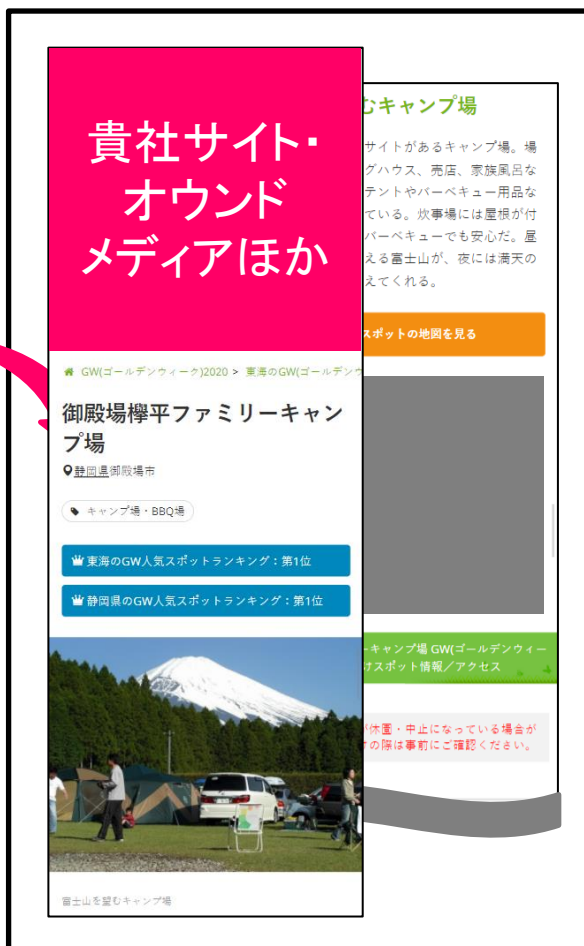 貴社サイト・
オウンド
メディアほか
GW(ゴールデンウィーク)2020 > 東海のGW(ゴールデンウ
御殿場欅平ファミリーキャン
プ場
静岡県御殿場市
キャンプ場・BBQ場
東海のGW人気スポットランキング：第1位
静岡県のGW人気スポットランキング：第1位
富士山を望むキャンプ場
むキャンプ場
サイトがあるキャンプ場。場
グハウス、売店、家族風呂な
テントやバーベキュー用品な
ている。炊事場には屋根が付
バーベキューでも安心だ。昼
える富士山が、夜には満天の
えてくれる。
スポットの地図を見る
ーキャンプ場 GW(ゴールデンウィー
けスポット情報／アクセス
が休園・中止になっている場合が
けの際は事前にご確認ください。